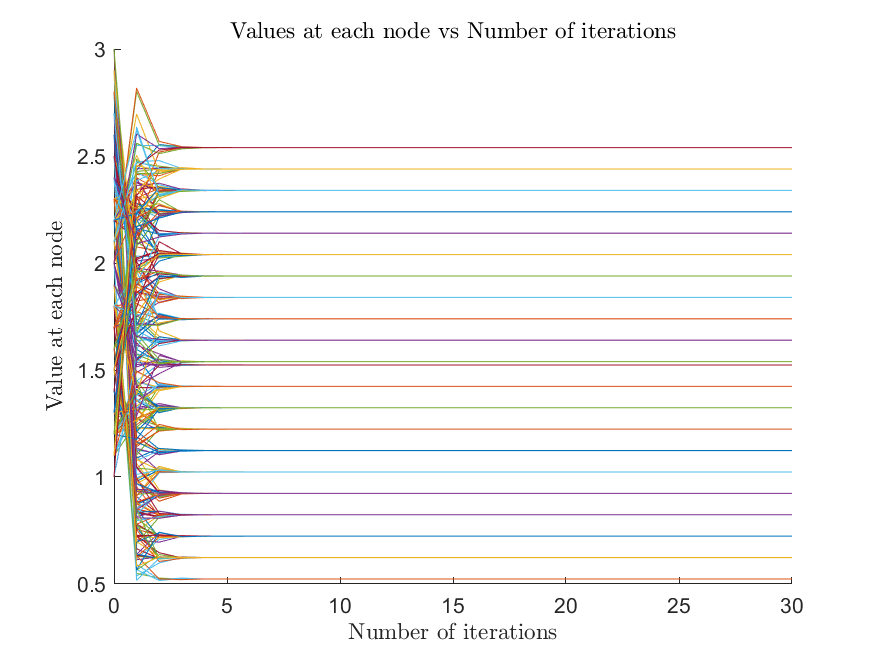 Values at each node vs Number of iterations
3
2.5
2
1.5
1
0.5
Value at each node
0 5 10 15 20 25 30
Number of iterations